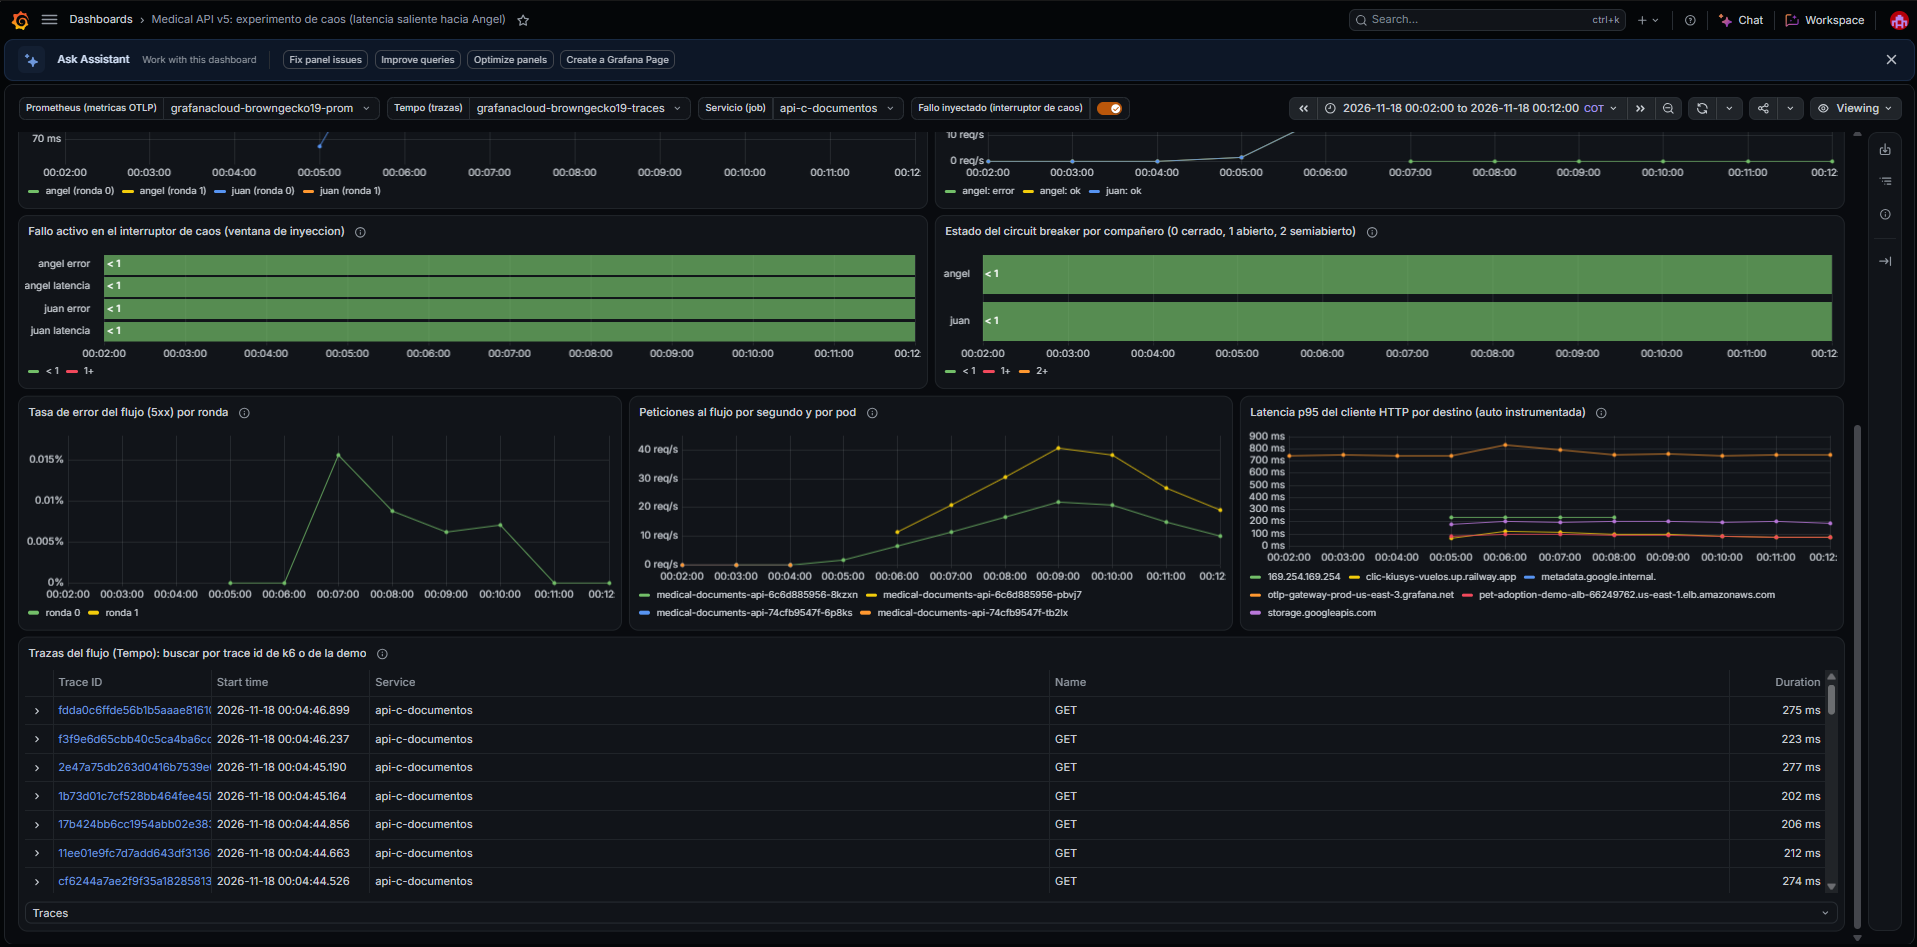 Dashboards › Medical API v5: experimento de caos (latencia saliente hacia Angel)
Search... ctrl+k
Chat
Workspace
Ask Assistant Work with this dashboard
Fix panel issues
Improve queries
Optimize panels
Create a Grafana Page
Prometheus (metricas OTLP) grafanacloud-browngecko19-prom
Tempo (trazas) grafanacloud-browngecko19-traces
Servicio (job) api-c-documentos
Fallo inyectado (interruptor de caos)
2026-11-18 00:02:00 to 2026-11-18 00:12:00 COT
Viewing
70 ms
00:02:00 00:03:00 00:04:00 00:05:00 00:06:00 00:07:00 00:08:00 00:09:00 00:10:00 00:11:00 00:12
angel (ronda 0) angel (ronda 1) juan (ronda 0) juan (ronda 1)
10 req/s
0 req/s
00:02:00 00:03:00 00:04:00 00:05:00 00:06:00 00:07:00 00:08:00 00:09:00 00:10:00 00:11:00 00:12
angel: error angel: ok juan: ok
Fallo activo en el interruptor de caos (ventana de inyeccion)
angel error < 1
angel latencia < 1
juan error < 1
juan latencia < 1
00:02:00 00:03:00 00:04:00 00:05:00 00:06:00 00:07:00 00:08:00 00:09:00 00:10:00 00:11:00 00:12
< 1 1+
Estado del circuit breaker por compañero (0 cerrado, 1 abierto, 2 semiabierto)
angel < 1
juan < 1
00:02:00 00:03:00 00:04:00 00:05:00 00:06:00 00:07:00 00:08:00 00:09:00 00:10:00 00:11:00 00:12:
< 1 1+ 2+
Tasa de error del flujo (5xx) por ronda
0.015%
0.01%
0.005%
0%
00:02:00 00:03:00 00:04:00 00:05:00 00:06:00 00:07:00 00:08:00 00:09:00 00:10:00 00:11:00 00:12:
ronda 0 ronda 1
Peticiones al flujo por segundo y por pod
40 req/s
30 req/s
20 req/s
10 req/s
0 req/s
00:02:00 00:03:00 00:04:00 00:05:00 00:06:00 00:07:00 00:08:00 00:09:00 00:10:00 00:11:00 00:12
medical-documents-api-6c6d885956-8kzxn medical-documents-api-6c6d885956-pbvj7
medical-documents-api-74cfb9547f-6p8ks medical-documents-api-74cfb9547f-tb2lx
Latencia p95 del cliente HTTP por destino (auto instrumentada)
900 ms
800 ms
700 ms
600 ms
500 ms
400 ms
300 ms
200 ms
100 ms
0 ms
00:02:00 00:03:00 00:04:00 00:05:00 00:06:00 00:07:00 00:08:00 00:09:00 00:10:00 00:11:00 00:12:
169.254.169.254 clic-kiusys-vuelos.up.railway.app metadata.google.internal.
otlp-gateway-prod-us-east-3.grafana.net pet-adoption-demo-alb-66249762.us-east-1.elb.amazonaws.com
storage.googleapis.com
Trazas del flujo (Tempo): buscar por trace id de k6 o de la demo
Trace ID Start time Service Name Duration
fdda0c6ffde56b1b5aaae8161 2026-11-18 00:04:46.899 api-c-documentos GET 275 ms
f3f9e6d65cbb40c5ca4ba6cc 2026-11-18 00:04:46.237 api-c-documentos GET 223 ms
2e47a75db263d0416b7539e 2026-11-18 00:04:45.190 api-c-documentos GET 277 ms
1b73d01c7cf528bb464fee45 2026-11-18 00:04:45.164 api-c-documentos GET 202 ms
17b424bb6cc1954abb02e38 2026-11-18 00:04:44.856 api-c-documentos GET 206 ms
11ee01e9fc7d7add643df3136 2026-11-18 00:04:44.663 api-c-documentos GET 212 ms
cf6244a7ae2f9f35a18285813 2026-11-18 00:04:44.526 api-c-documentos GET 274 ms
Traces